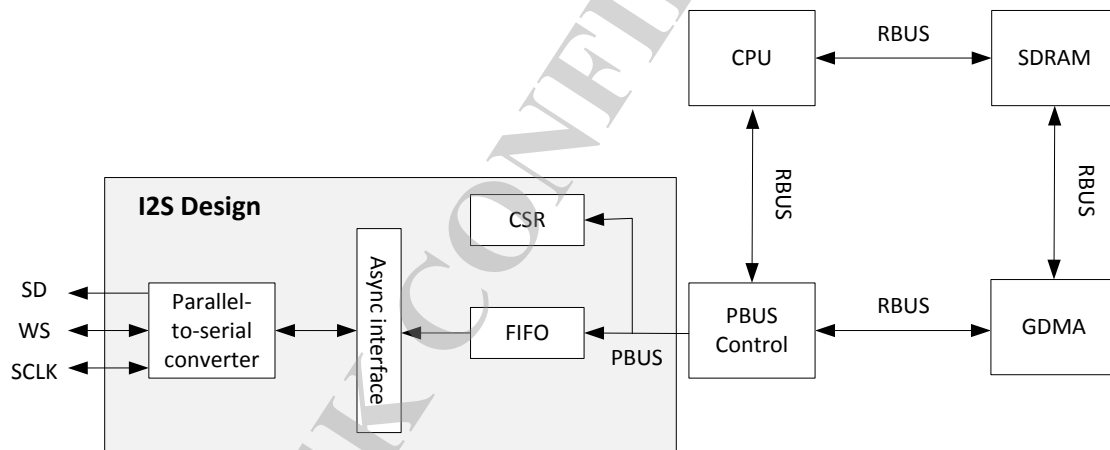 RBUS
CPU
SDRAM
RBUS
RBUS
I2S Design
CSR
Async interface
SD
WS
SCLK
Parallel-
to-serial
converter
FIFO
PBUS
PBUS
Control
RBUS
GDMA